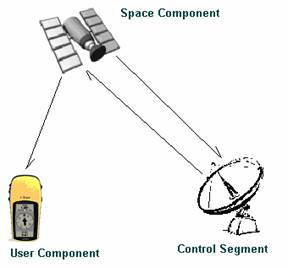 Space Component
User Component
Control Segment